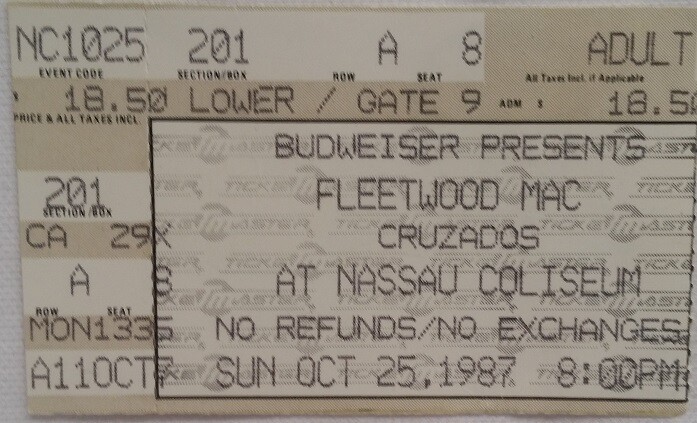 NC1025 201 A 8 ADULT
EVENT CODE SECTION/BOX ROW SEAT All Taxes Incl. if Applicable
18.50 LOWER / GATE 9 ADM $ 18.50
PRICE & ALL TAXES INCL.
BUDWEISER PRESENTS
201 FLEETWOOD MAC
SECTION/BOX
CA 29X CRUZADOS
A 8 AT NASSAU COLISEUM
ROW SEAT
MON1335 NO REFUNDS/NO EXCHANGES
A11OCT7 SUN OCT 25,1987 8:00PM